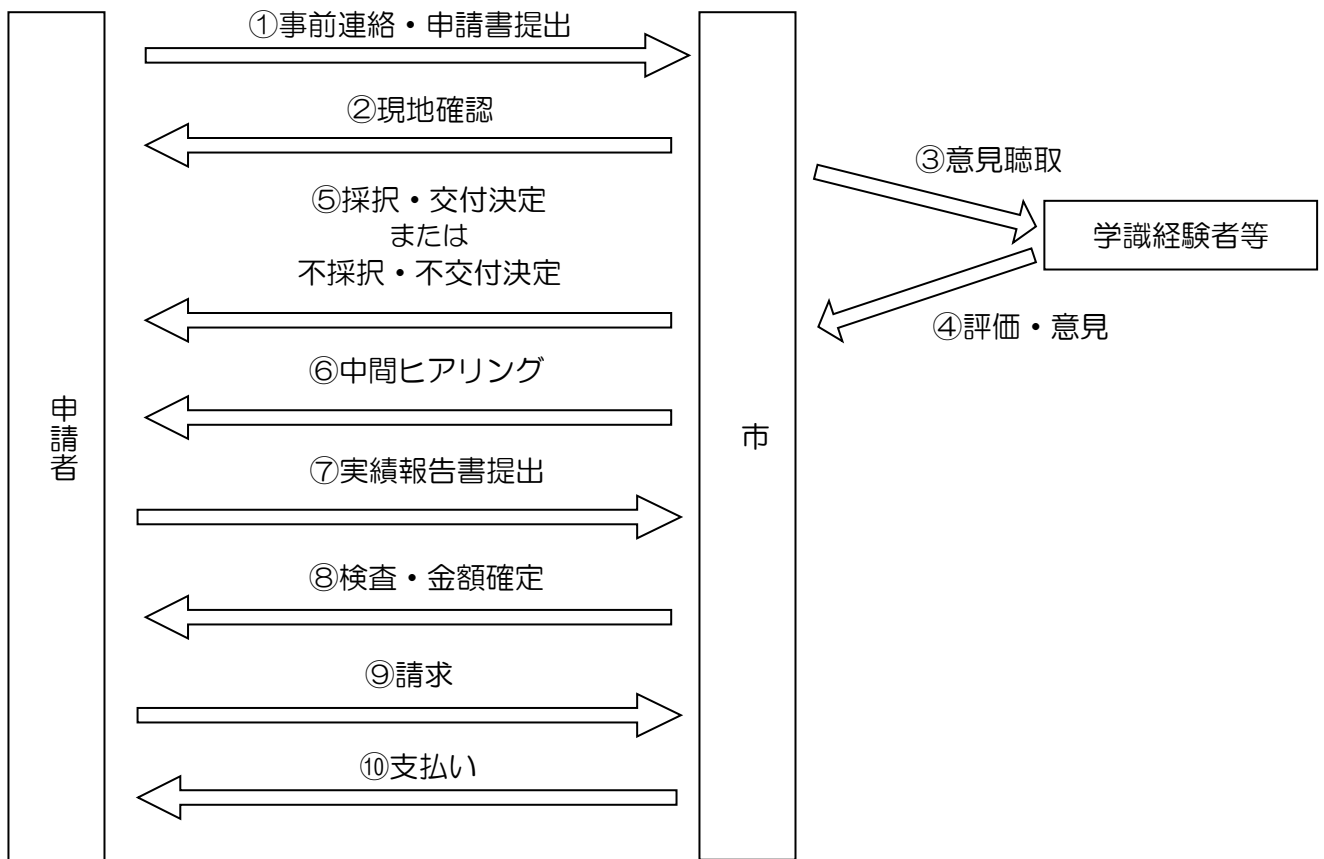 ①事前連絡・申請書提出
②現地確認
③意見聴取
学識経験者等
④評価・意見
⑤採択・交付決定
または
不採択・不交付決定
⑥中間ヒアリング
申請者
市
⑦実績報告書提出
⑧検査・金額確定
⑨請求
⑩支払い